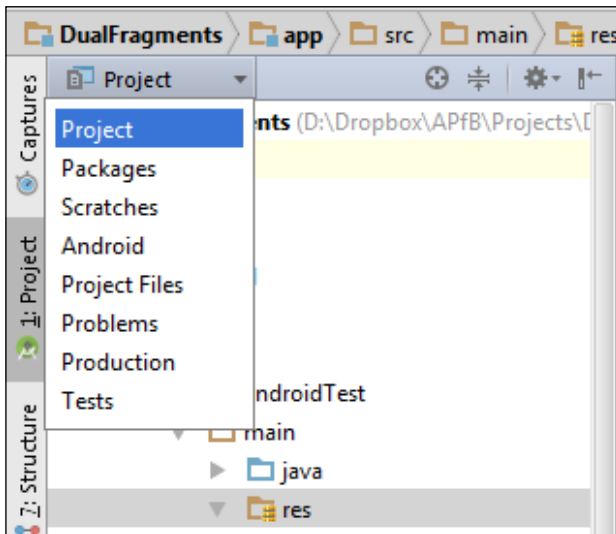 DualFragments app src main res
Project
Captures
1: Project
7: Structure
Project
Packages
Scratches
Android
Project Files
Problems
Production
Tests
nts (D:\Dropbox\APfB\Projects\D
ndroidTest
main
java
res